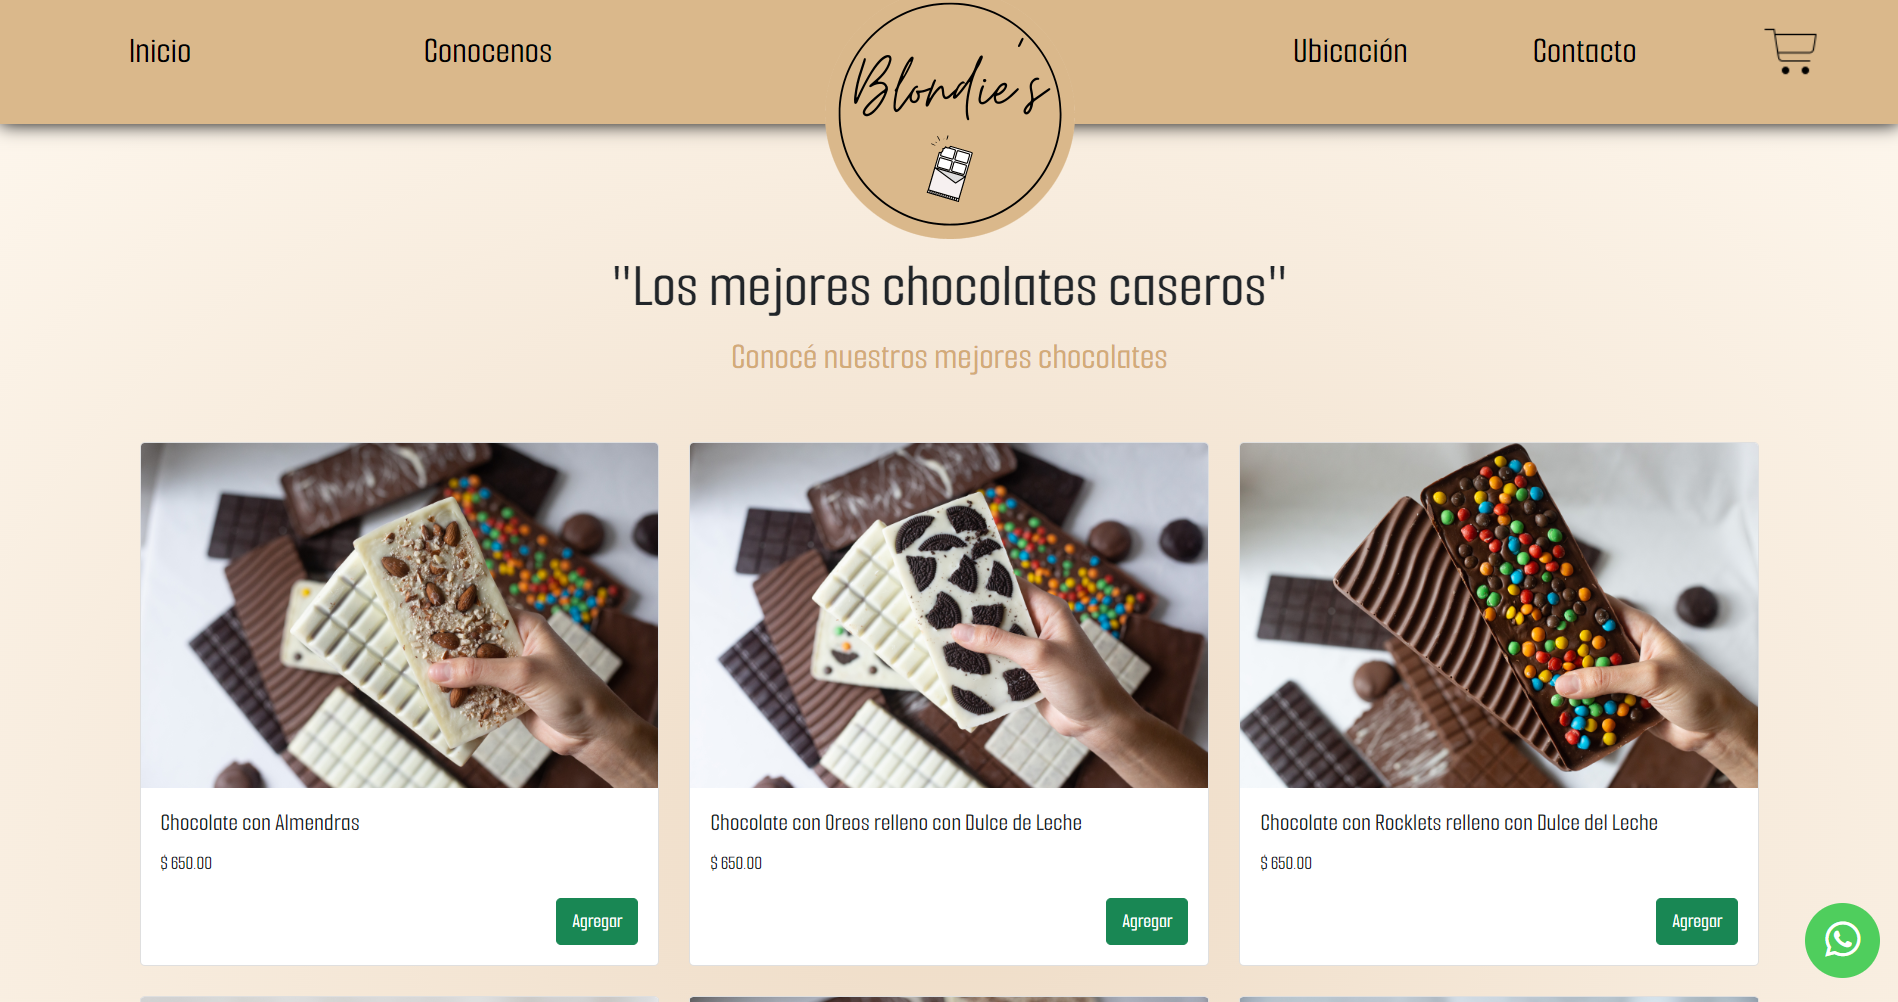 Inicio
Conocenos
Blondie's
Ubicación
Contacto
"Los mejores chocolates caseros"
Conocé nuestros mejores chocolates
Chocolate con Almendras
$ 650.00
Agregar
Chocolate con Oreos relleno con Dulce de Leche
$ 650.00
Agregar
Chocolate con Rocklets relleno con Dulce del Leche
$ 650.00
Agregar